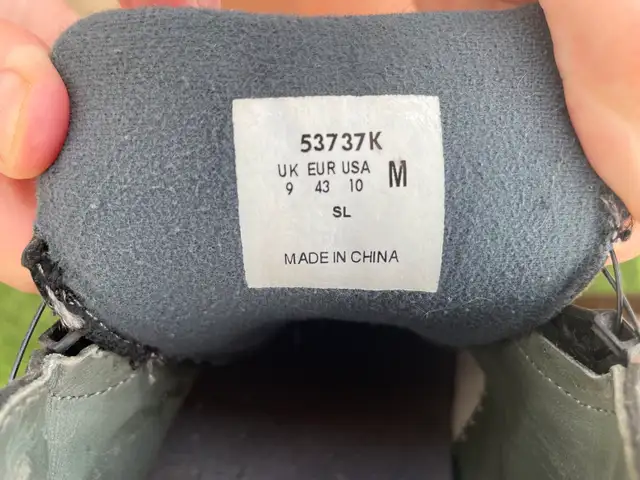 53737K
UK EUR USA M
9 43 10
SL
MADE IN CHINA